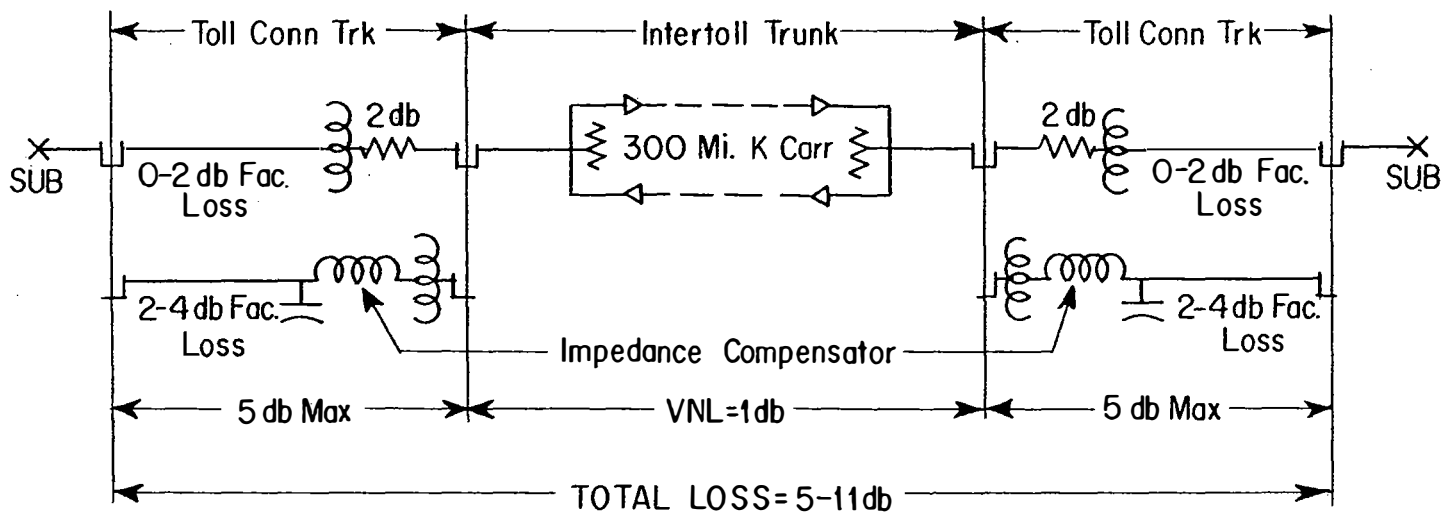 Toll Conn Trk
Intertoll Trunk
Toll Conn Trk
2 db
2 db
300 Mi. K Carr
SUB
0-2 db Fac.
Loss
0-2 db Fac.
Loss
SUB
2-4 db Fac.
Loss
2-4 db Fac.
Loss
Impedance Compensator
5 db Max
VNL=1db
5 db Max
TOTAL LOSS=5-11db